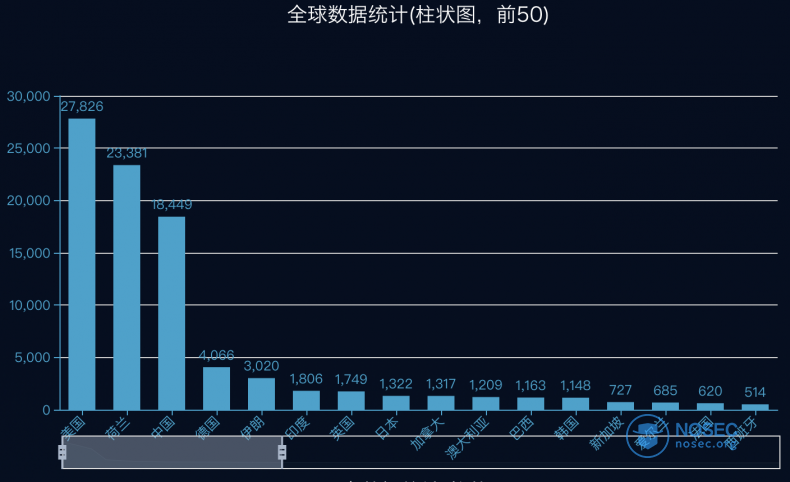 全球数据统计(柱状图，前50)
30,000
27,826
25,000
23,381
20,000
18,449
15,000
10,000
5,000
4,066
3,020
1,806
1,749
1,322
1,317
1,209
1,163
1,148
727
685
620
514
0
美国
荷兰
中国
德国
伊朗
印度
英国
日本
加拿大
澳大利亚
巴西
韩国
新加坡
西班牙
NOSEC
nosec.org